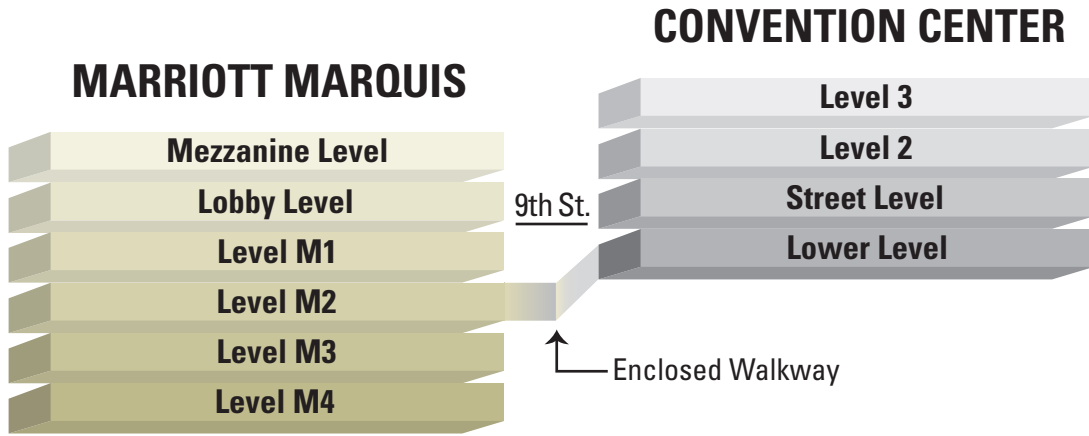 CONVENTION CENTER
MARRIOTT MARQUIS
Level 3
Mezzanine Level
Level 2
Lobby Level
9th St.
Street Level
Level M1
Lower Level
Level M2
Level M3
Enclosed Walkway
Level M4